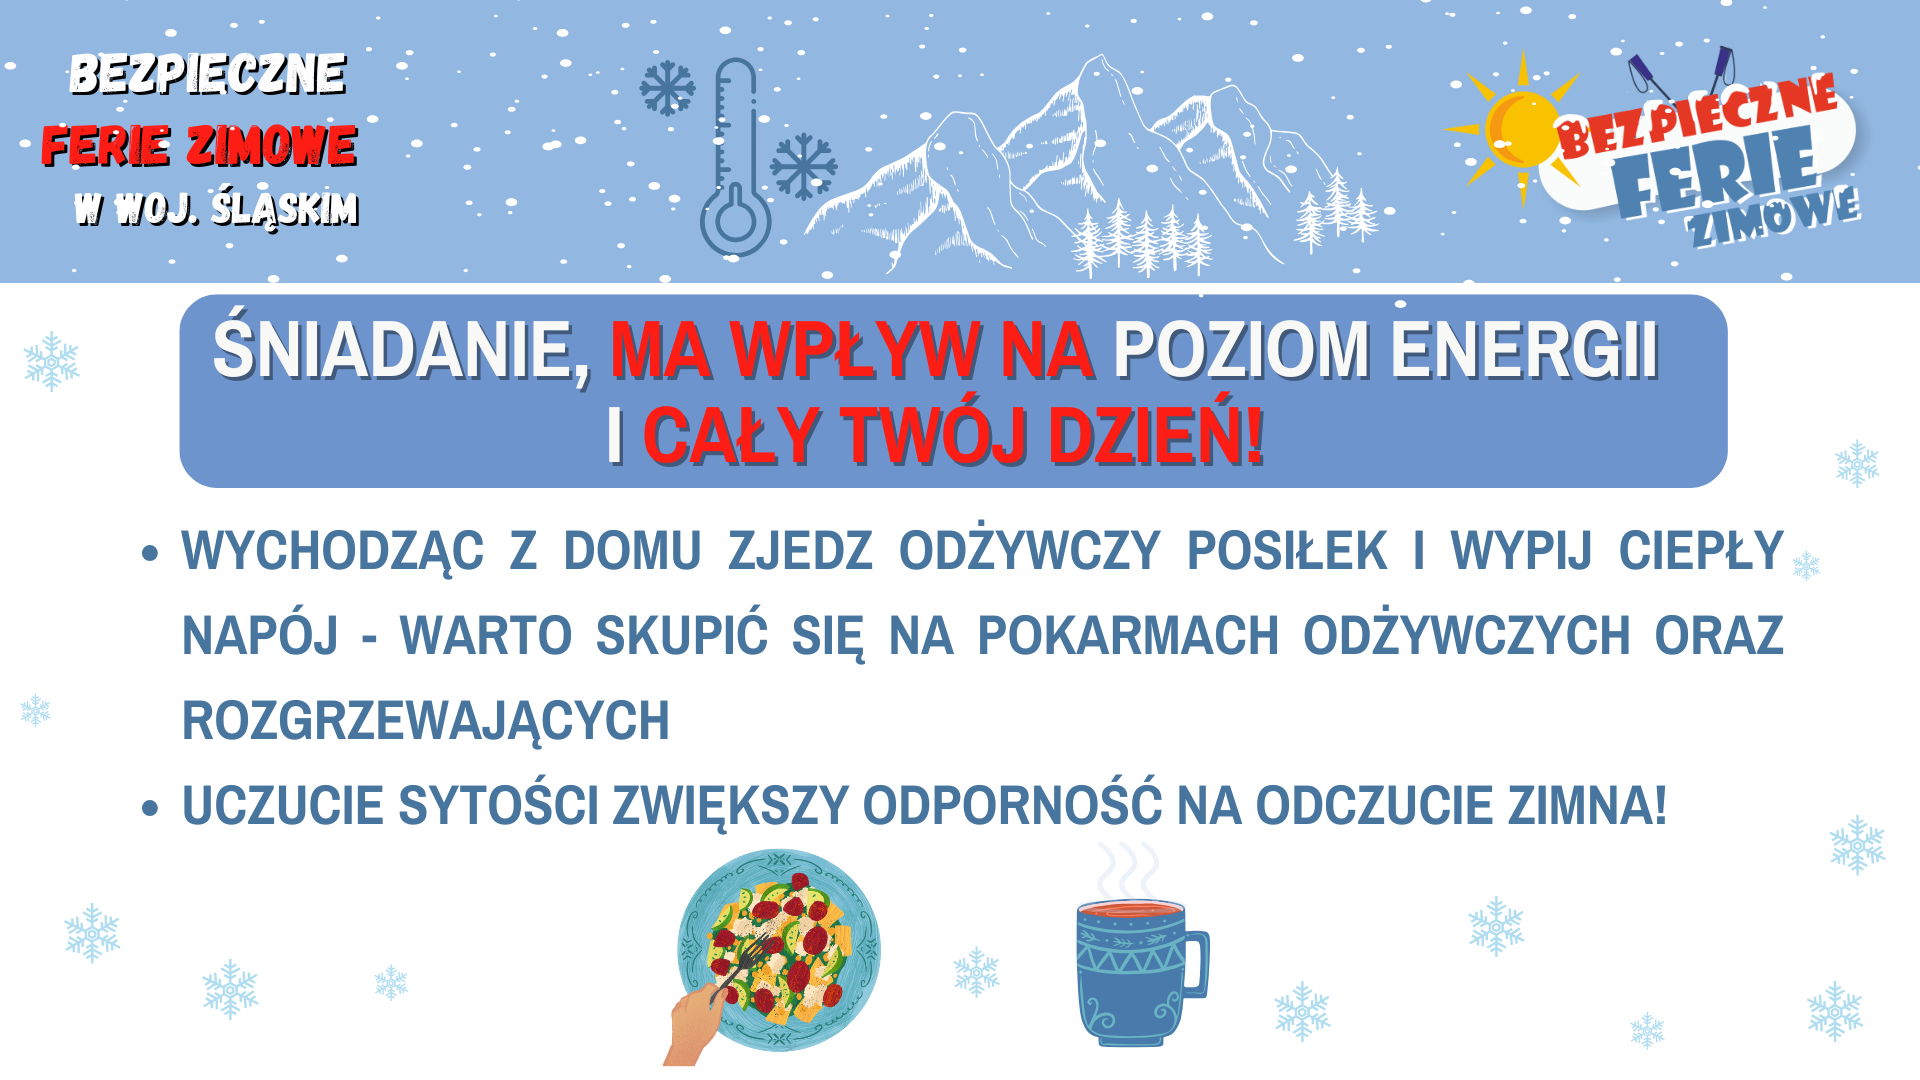 BEZPIECZNE
FERIE ZIMOWE
W WOJ. ŚLĄSKIM
BEZPIECZNE
FERIE
ZIMOWE
ŚNIADANIE, MA WPŁYW NA POZIOM ENERGII
I CAŁY TWÓJ DZIEŃ!
• WYCHODZĄC Z DOMU ZJEDZ ODŻYWCZY POSIŁEK I WYPIJ CIEPŁY
NAPÓJ - WARTO SKUPIĆ SIĘ NA POKARMACH ODŻYWCZYCH ORAZ
ROZGRZEWAJĄCYCH
• UCZUCIE SYTOŚCI ZWIĘKSZY ODPORNOŚĆ NA ODCZUCIE ZIMNA!